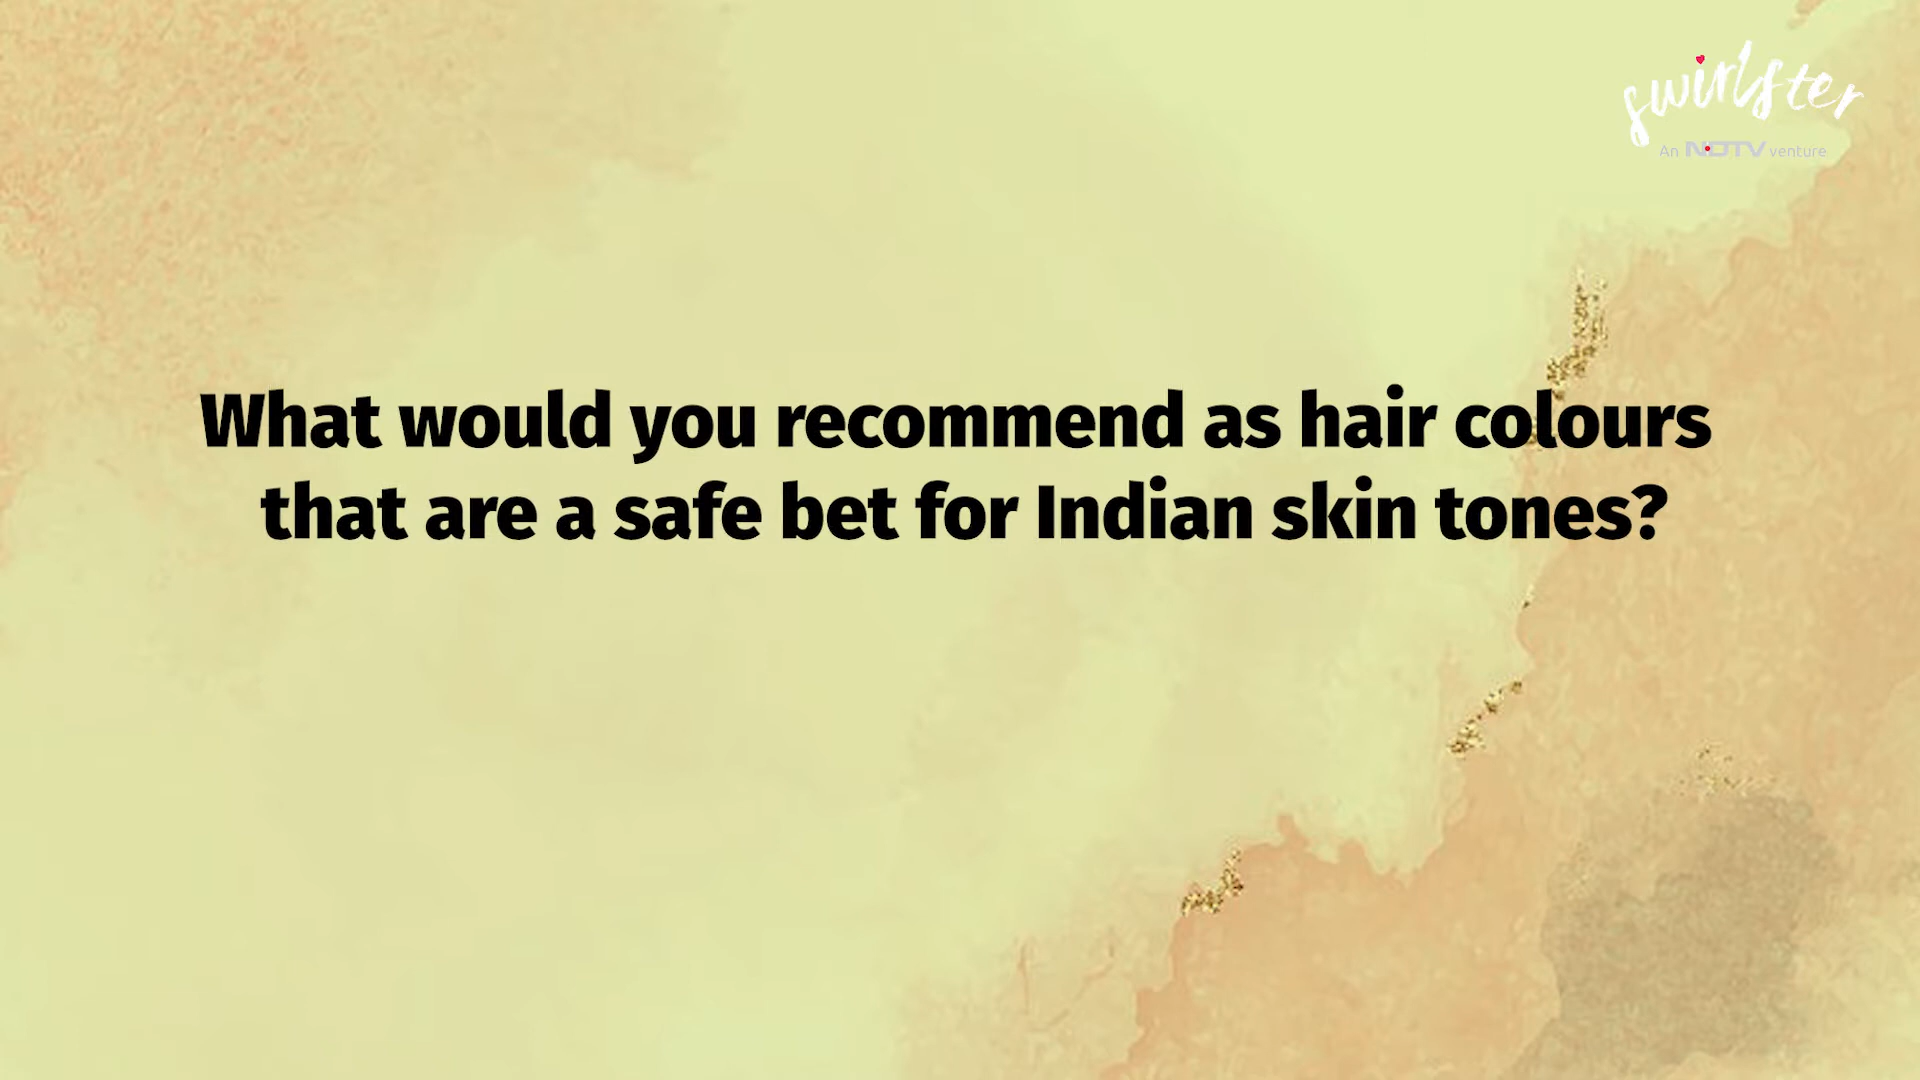 swirlster
An NDTV venture
What would you recommend as hair colours
that are a safe bet for Indian skin tones?